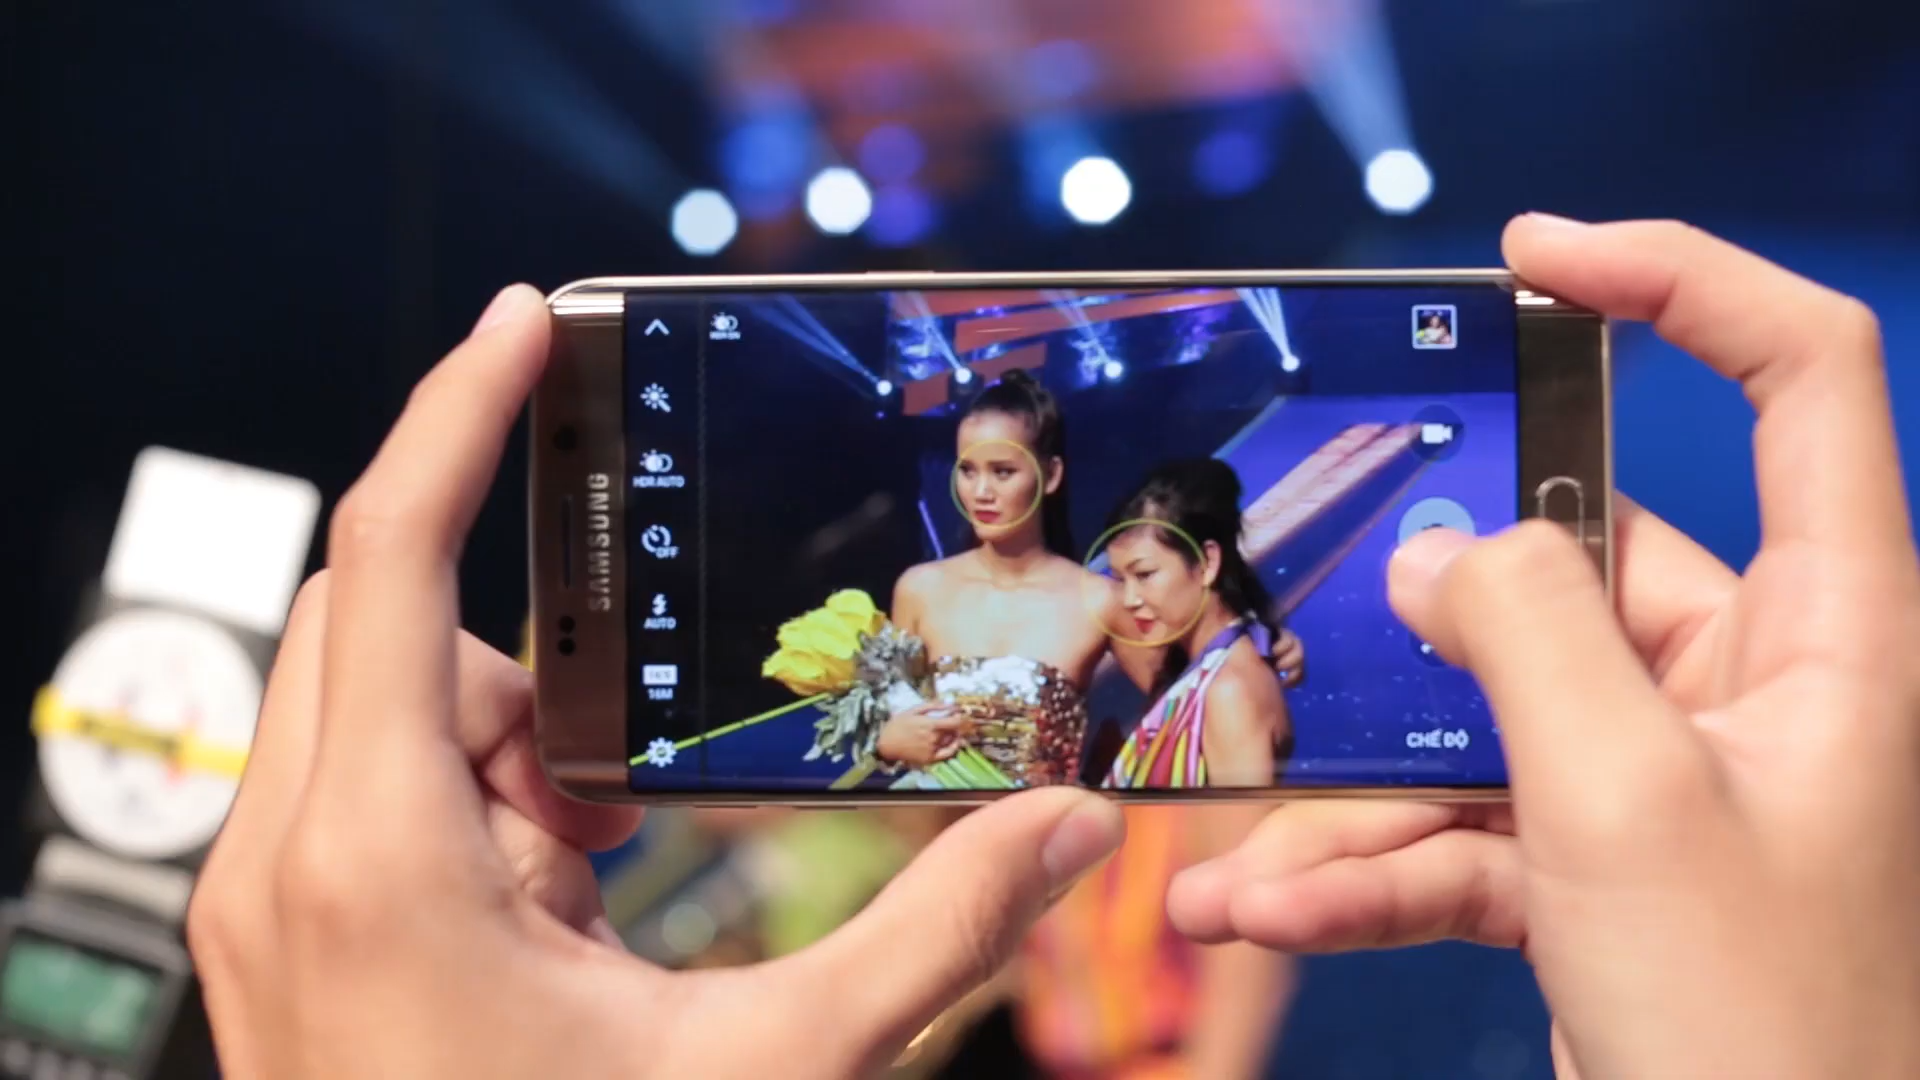 SAMSUNG
HDR AUTO
OFF
AUTO
16M
CHẾ ĐỘ